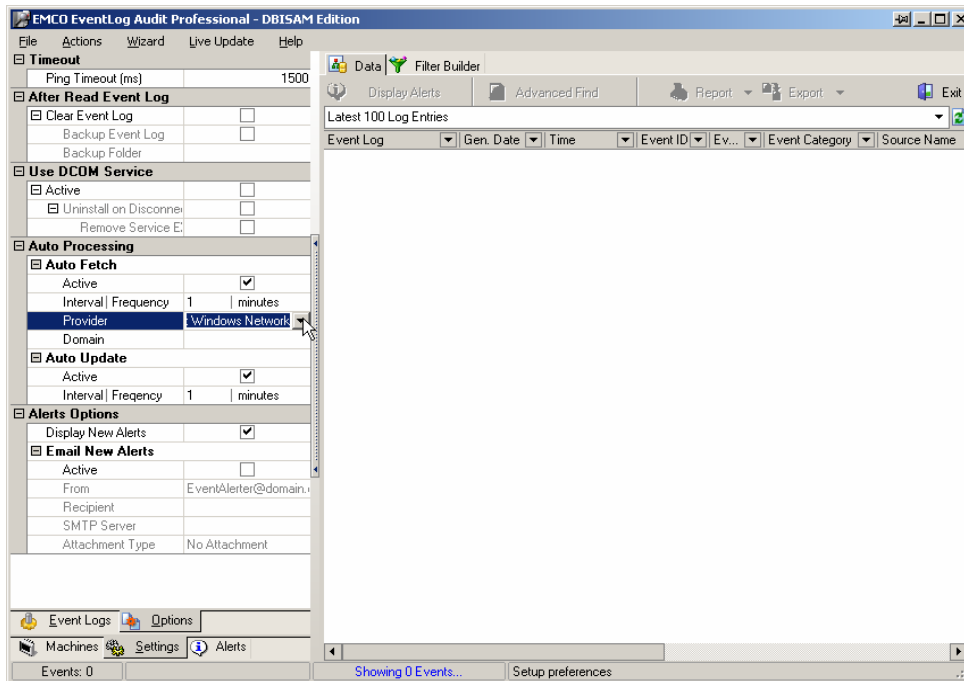 EMCO EventLog Audit Professional - DBISAM Edition
File Actions Wizard Live Update Help
Timeout
Ping Timeout (ms) 1500
After Read Event Log
Clear Event Log
Backup Event Log
Backup Folder
Use DCOM Service
Active
Uninstall on Disconne
Remove Service E
Auto Processing
Auto Fetch
Active
Interval | Frequency 1 | minutes
Provider Windows Network
Domain
Auto Update
Active
Interval | Freqency 1 | minutes
Alerts Options
Display New Alerts
Email New Alerts
Active
From EventAlerter@domain.
Recipient
SMTP Server
Attachment Type No Attachment
Event Logs Options
Machines Settings Alerts
Events: 0
Data Filter Builder
Display Alerts Advanced Find Report Export Exit
Latest 100 Log Entries
Event Log Gen. Date Time Event ID Ev... Event Category Source Name
Showing 0 Events... Setup preferences